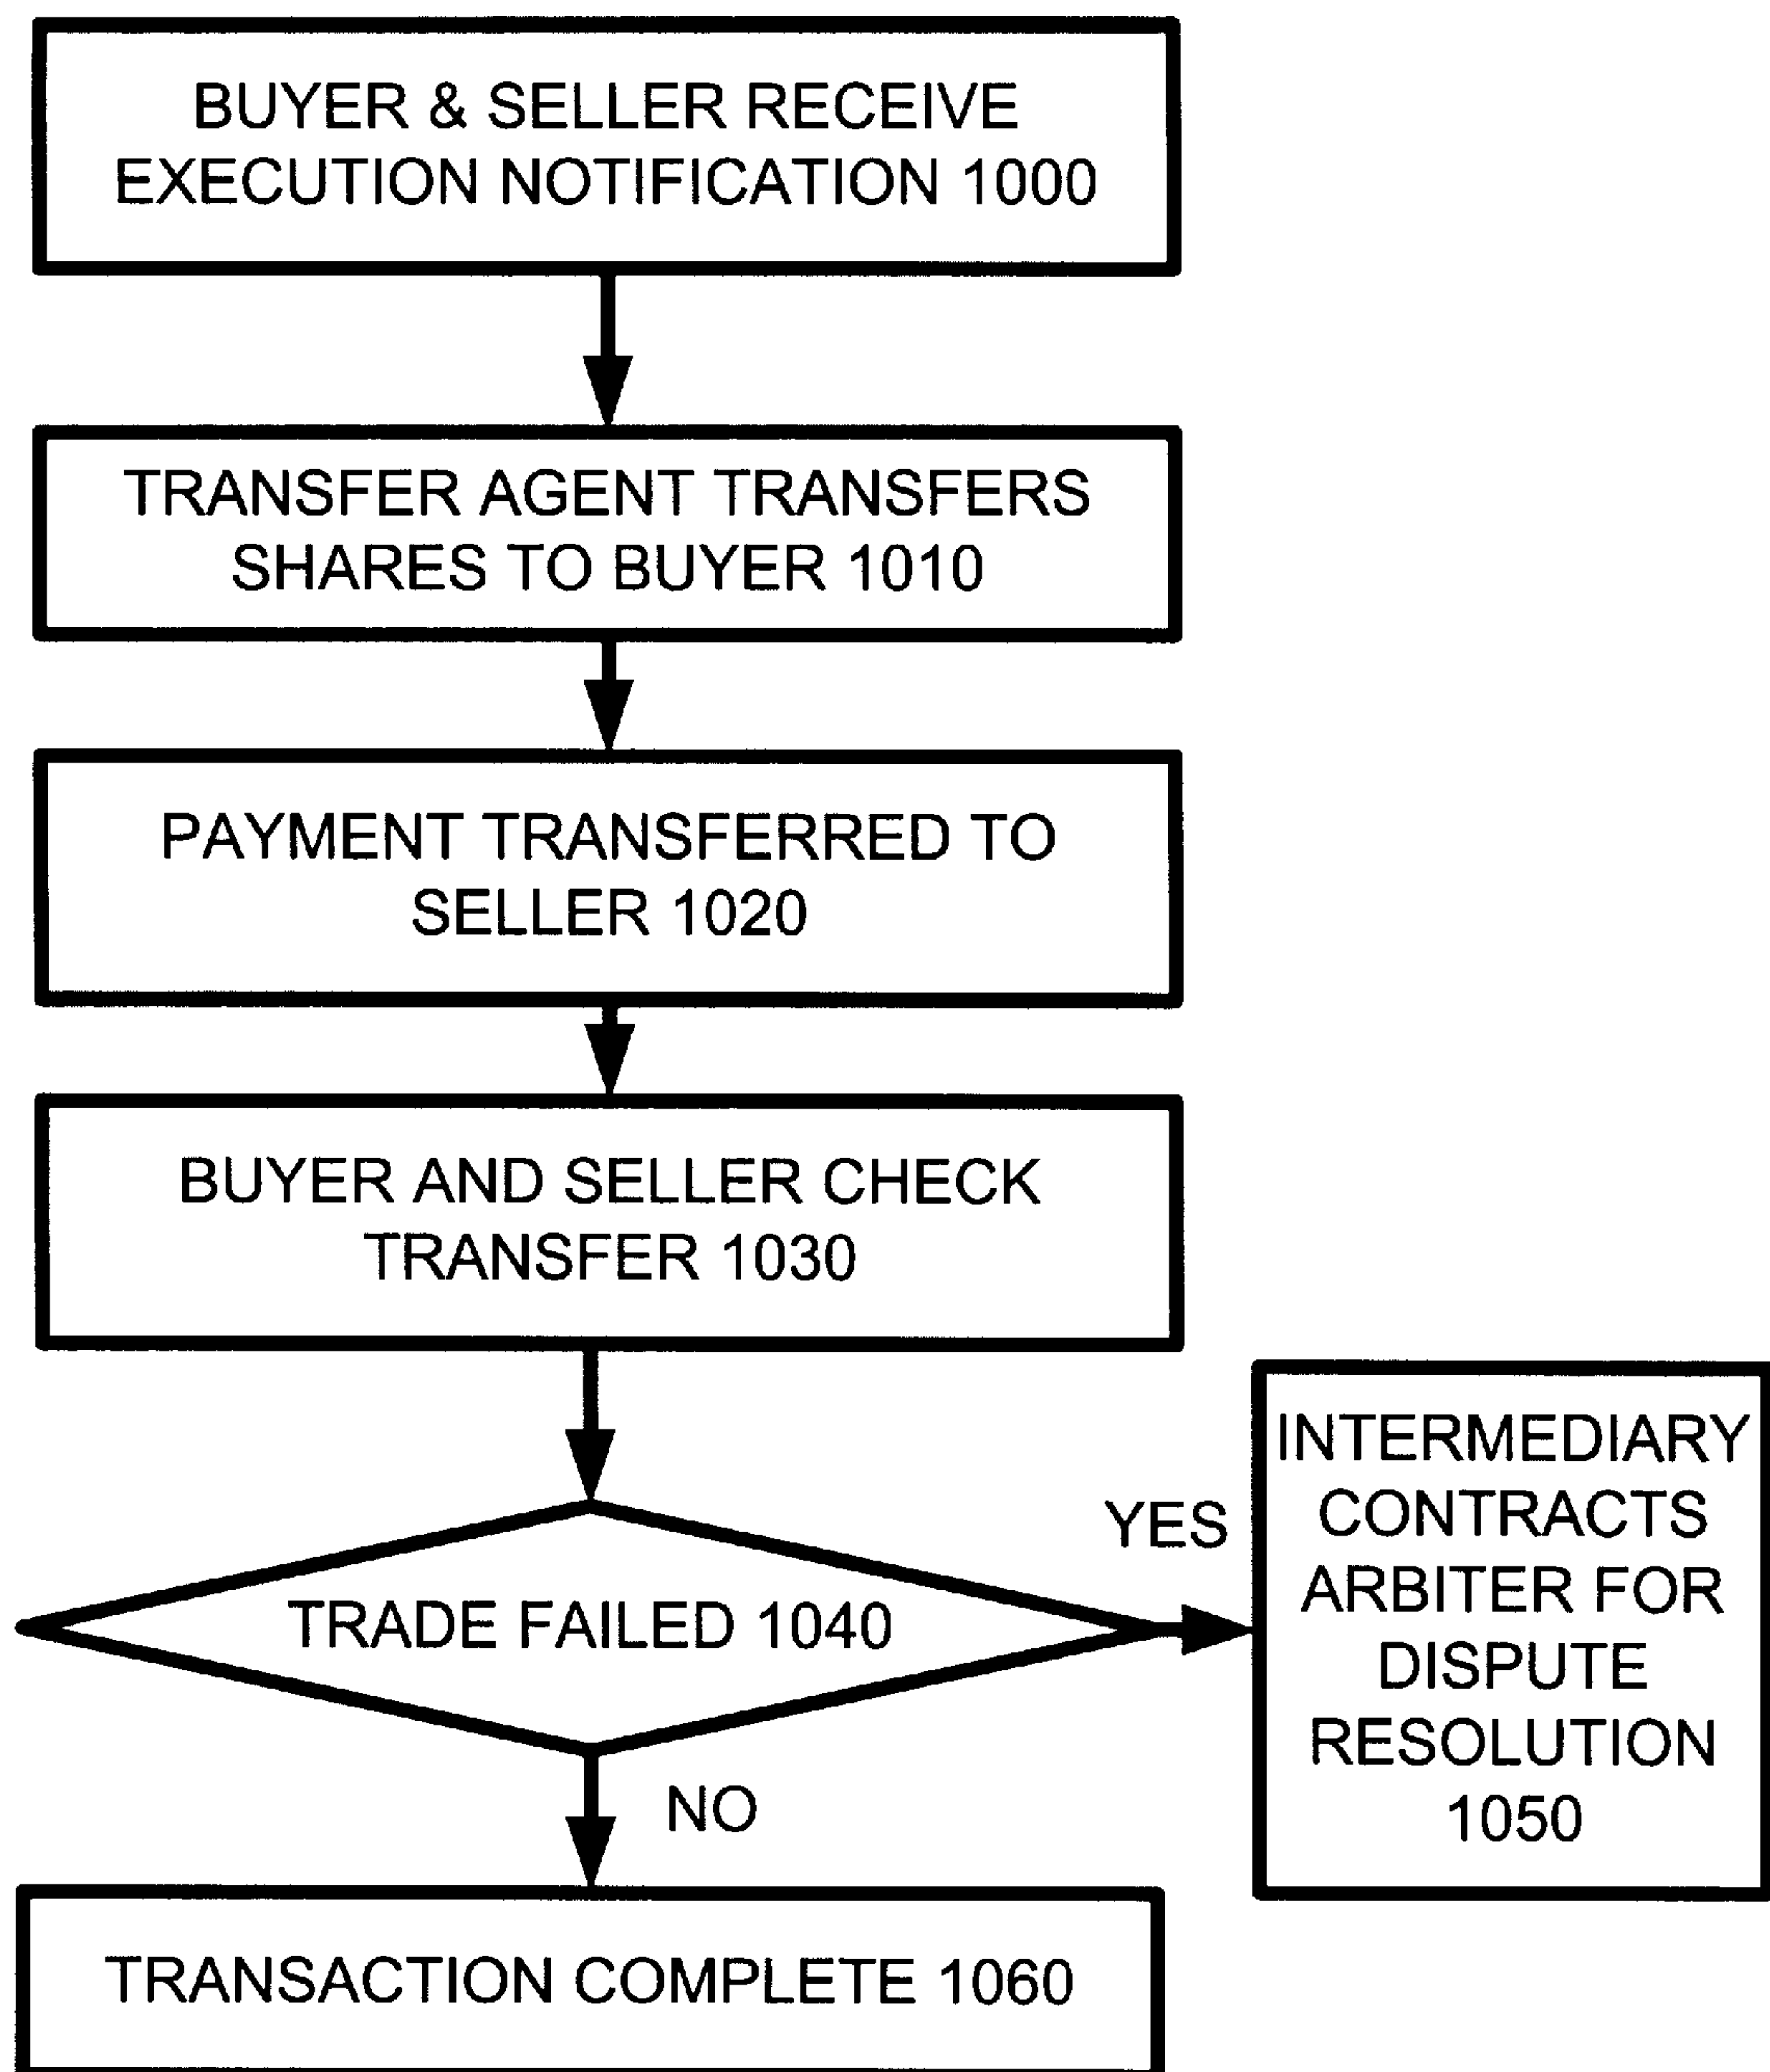 BUYER & SELLER RECEIVE
EXECUTION NOTIFICATION 1000
TRANSFER AGENT TRANSFERS
SHARES TO BUYER 1010
PAYMENT TRANSFERRED TO
SELLER 1020
BUYER AND SELLER CHECK
TRANSFER 1030
TRADE FAILED 1040
YES
INTERMEDIARY
CONTRACTS
ARBITER FOR
DISPUTE
RESOLUTION
1050
NO
TRANSACTION COMPLETE 1060